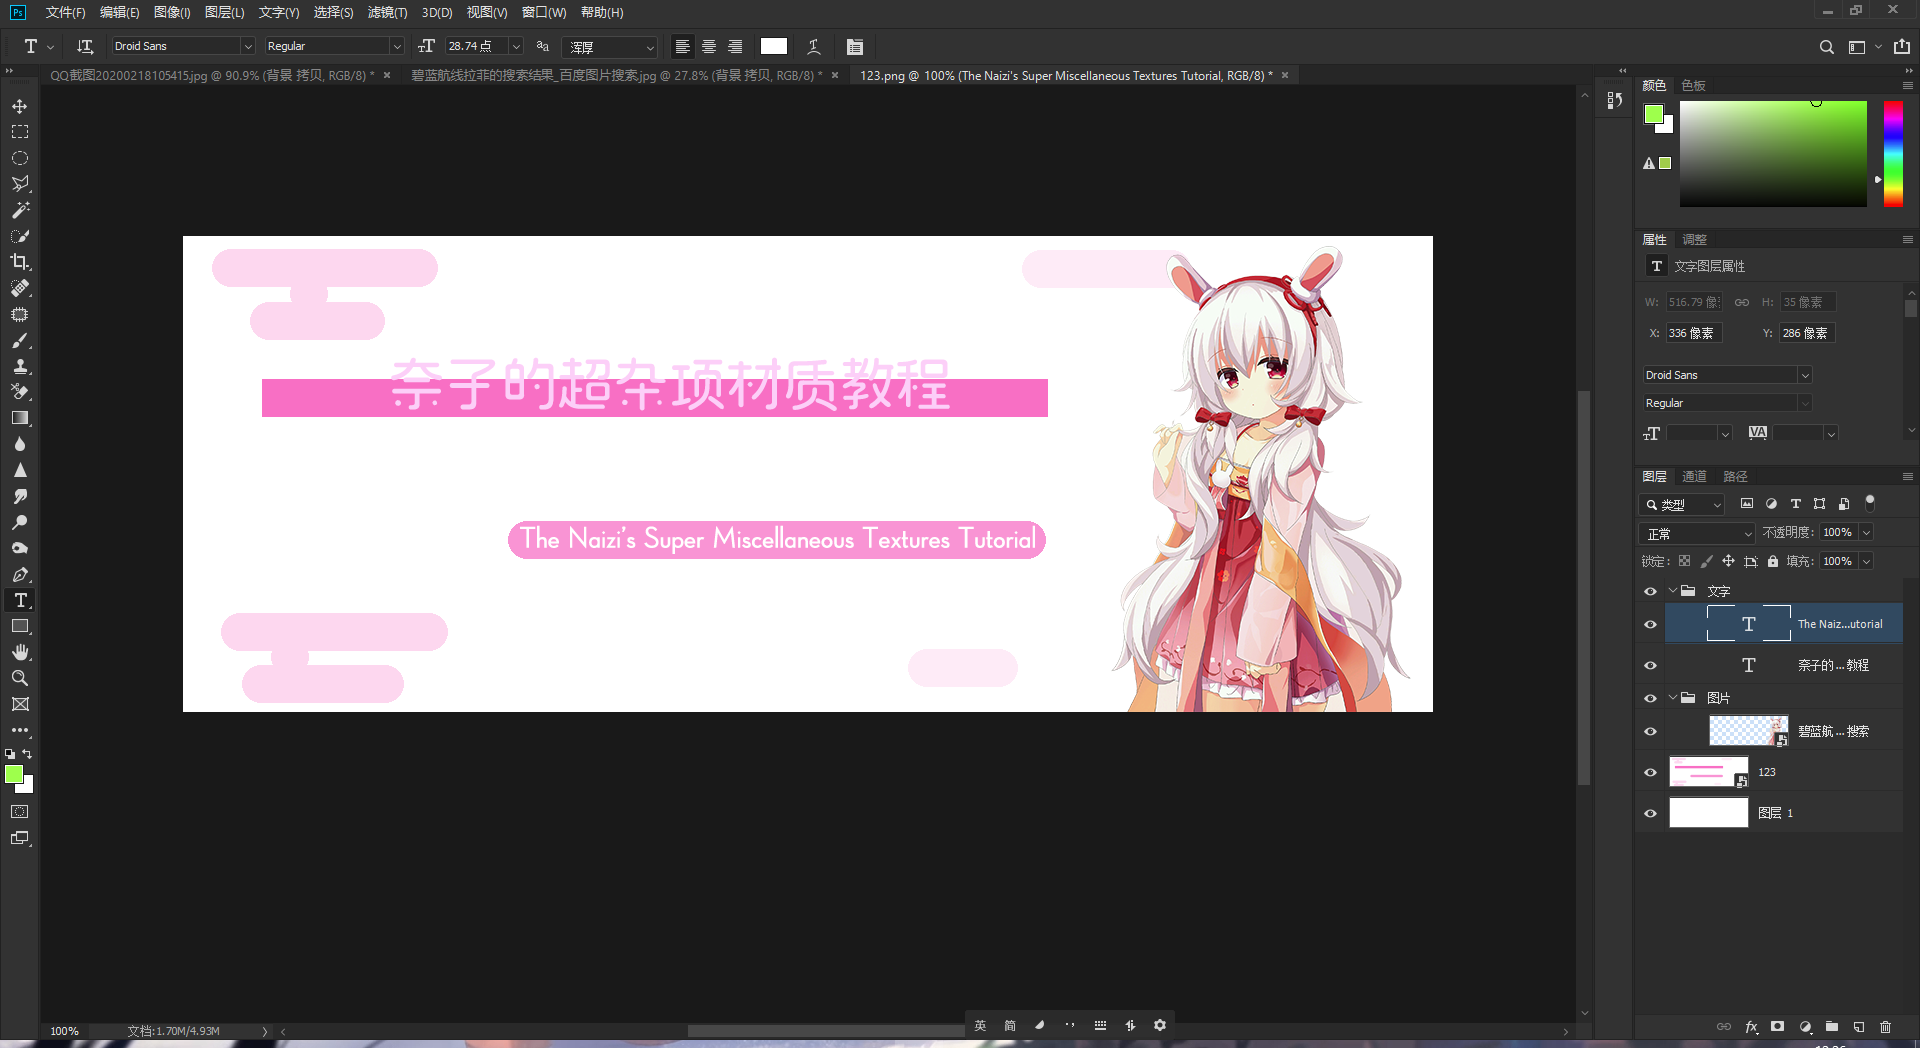 Ps 文件(F) 编辑(E) 图像(I) 图层(L) 文字(Y) 选择(S) 滤镜(T) 3D(D) 视图(V) 窗口(W) 帮助(H)
T Droid Sans Regular 28.74 点 aa 浑厚
QQ截图20200218105415.jpg @ 90.9% (背景 拷贝, RGB/8) * 碧蓝航线拉菲的搜索结果_百度图片搜索.jpg @ 27.8% (背景 拷贝, RGB/8) * 123.png @ 100% (The Naizi's Super Miscellaneous Textures Tutorial, RGB/8) *
奈子的超杂项材质教程
The Naizi's Super Miscellaneous Textures Tutorial
颜色 色板
属性 调整
T 文字图层属性
W: 516.79 像 H: 35 像素
X: 336 像素 Y: 286 像素
Droid Sans
Regular
图层 通道 路径
类型
正常 不透明度: 100%
锁定: 填充: 100%
文字
T The Naiz...utorial
T 奈子的 ... 教程
图片
碧蓝航 ... 搜索
123
图层 1
100% 文档:1.70M/4.93M
英 简
fx